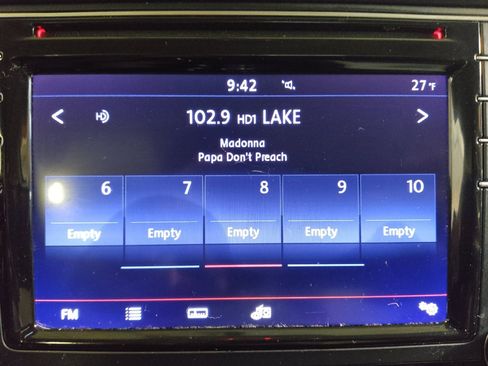 9:42 27 °F
102.9 HD1 LAKE
Madonna
Papa Don't Preach
6 7 8 9 10
Empty Empty Empty Empty Empty
FM